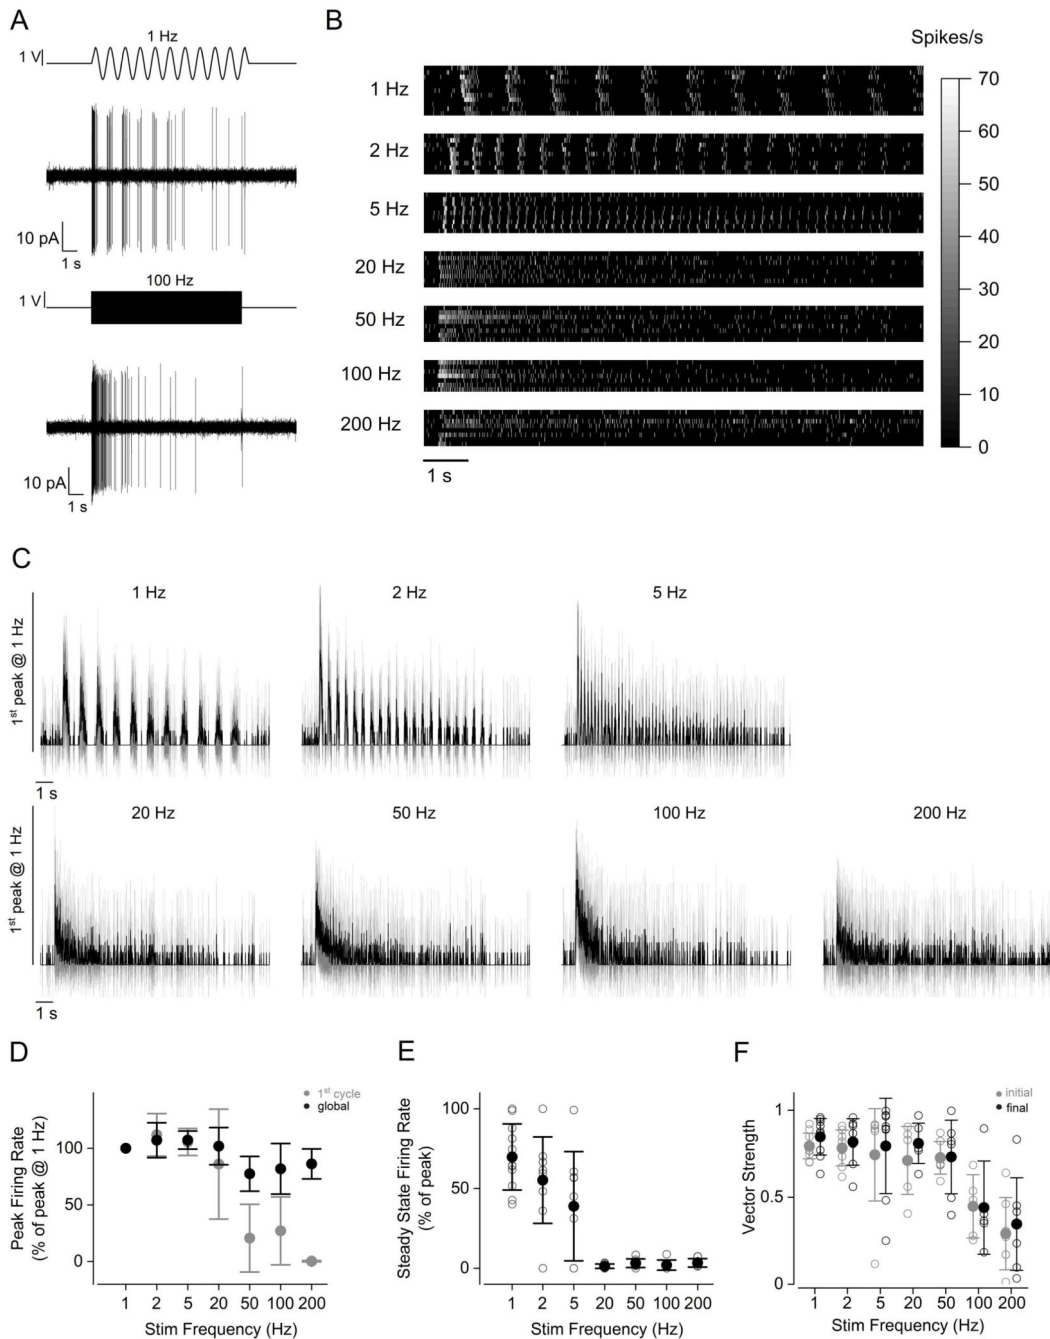 A
1 Hz
1 V
10 pA
1 s
100 Hz
1 V
10 pA
1 s
B
Spikes/s
1 Hz
2 Hz
5 Hz
20 Hz
50 Hz
100 Hz
200 Hz
1 s
70
60
50
40
30
20
10
0
C
1st peak @ 1 Hz
1 Hz
2 Hz
5 Hz
1 s
1st peak @ 1 Hz
20 Hz
50 Hz
100 Hz
200 Hz
1 s
D
Peak Firing Rate
(% of peak @ 1 Hz)
1st cycle
global
100
50
0
1 2 5 20 50 100 200
Stim Frequency (Hz)
E
Steady State Firing Rate
(% of peak)
100
50
0
1 2 5 20 50 100 200
Stim Frequency (Hz)
F
Vector Strength
initial
final
1
0.5
0
1 2 5 20 50 100 200
Stim Frequency (Hz)